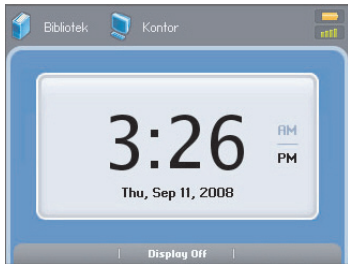 Bibliotek Kontor
3:26
AM
PM
Thu, Sep 11, 2008
Display Off